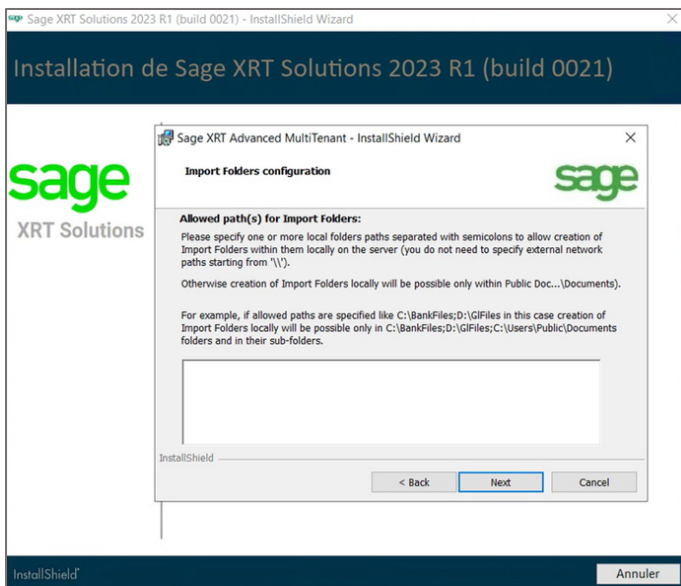 Sage XRT Solutions 2023 R1 (build 0021) - InstallShield Wizard
Installation de Sage XRT Solutions 2023 R1 (build 0021)
sage
XRT Solutions
Sage XRT Advanced MultiTenant - InstallShield Wizard
Import Folders configuration
sage
Allowed path(s) for Import Folders:
Please specify one or more local folders paths separated with semicolons to allow creation of
Import Folders within them locally on the server (you do not need to specify external network
paths starting from '\\').
Otherwise creation of Import Folders locally will be possible only within Public Doc...\Documents).
For example, if allowed paths are specified like C:\BankFiles;D:\GlFiles in this case creation of
Import Folders locally will be possible only in C:\BankFiles;D:\GlFiles;C:\Users\Public\Documents
folders and in their sub-folders.
InstallShield
< Back
Next
Cancel
InstallShield
Annuler